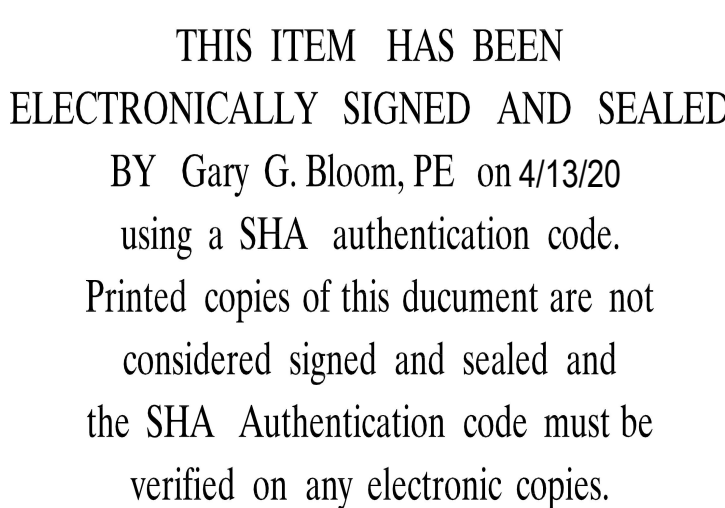 THIS ITEM HAS BEEN
ELECTRONICALLY SIGNED AND SEALED
BY Gary G. Bloom, PE on 4/13/20
using a SHA authentication code.
Printed copies of this ducument are not
considered signed and sealed and
the SHA Authentication code must be
verified on any electronic copies.